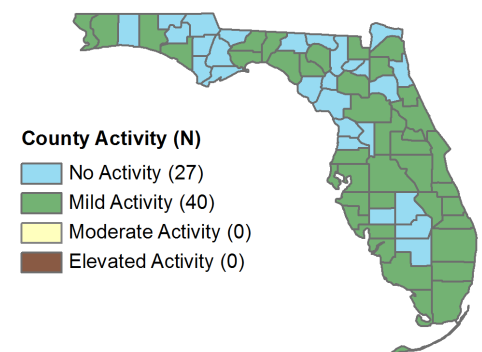 County Activity (N)
No Activity (27)
Mild Activity (40)
Moderate Activity (0)
Elevated Activity (0)